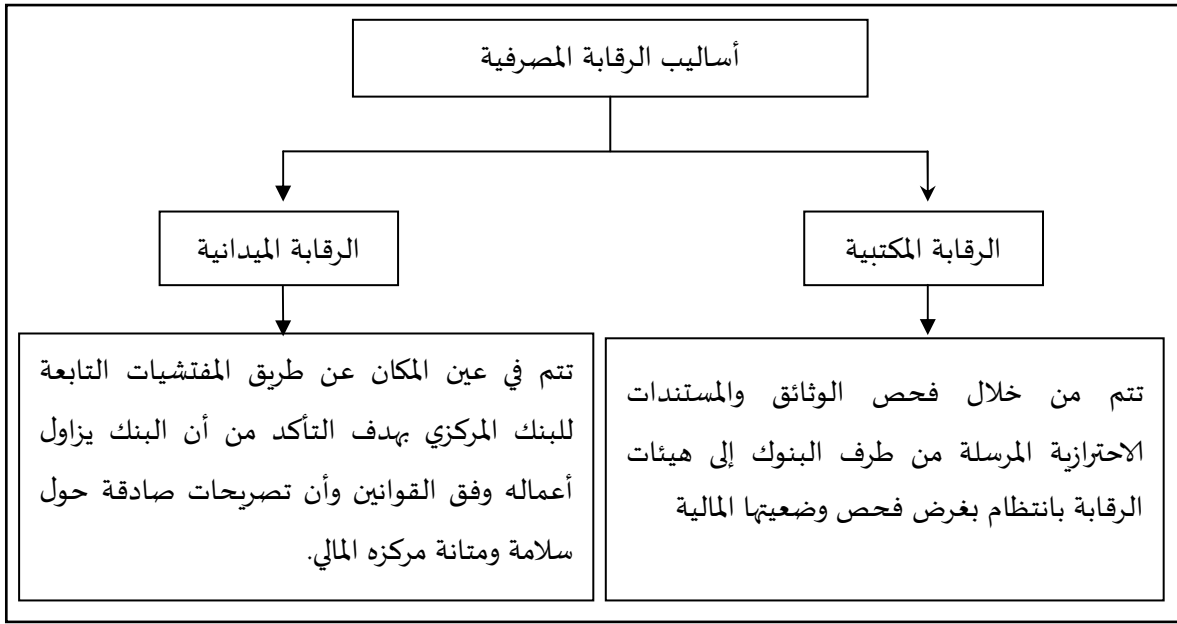 أساليب الرقابة المصرفية
الرقابة المكتبية
الرقابة الميدانية
تتم من خلال فحص الوثائق والمستندات
الاحترازية المرسلة من طرف البنوك إلى هيئات
الرقابة بانتظام بغرض فحص وضعيتها المالية
تتم في عين المكان عن طريق المفتشيات التابعة
للبنك المركزي بهدف التأكد من أن البنك يزاول
أعماله وفق القوانين وأن تصريحات صادقة حول
سلامة ومتانة مركزه المالي.